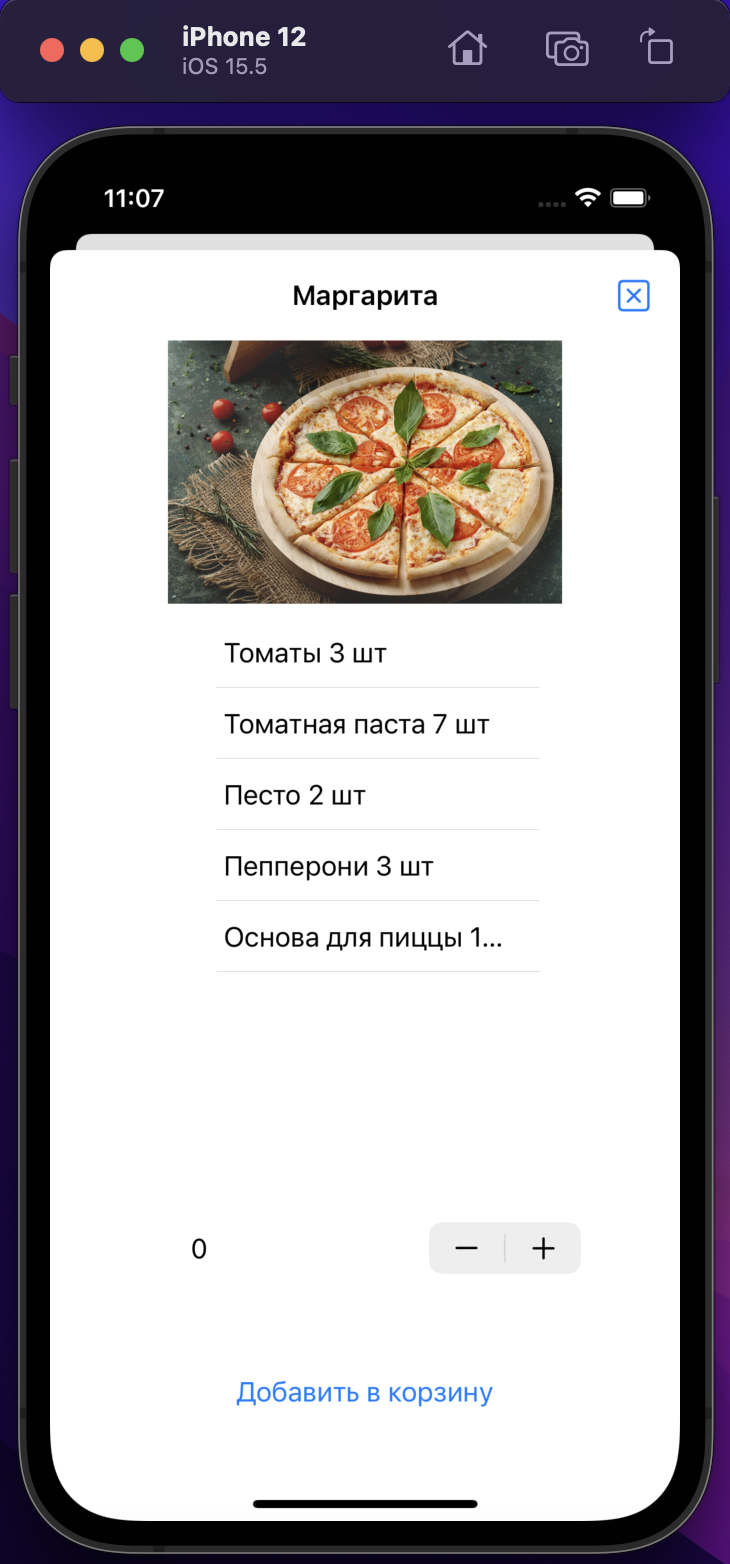 iPhone 12
iOS 15.5
11:07
Маргарита
Томаты 3 шт
Томатная паста 7 шт
Песто 2 шт
Пепперони 3 шт
Основа для пиццы 1...
0
Добавить в корзину